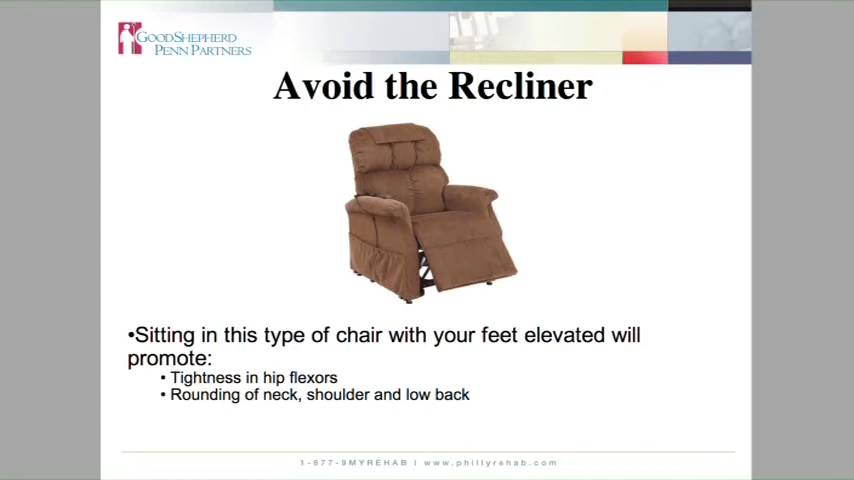 GOODSHEPHERD
PENN PARTNERS
Avoid the Recliner
•Sitting in this type of chair with your feet elevated will
promote:
• Tightness in hip flexors
• Rounding of neck, shoulder and low back
1-877-9MYREHAB | www.phillyrehab.com